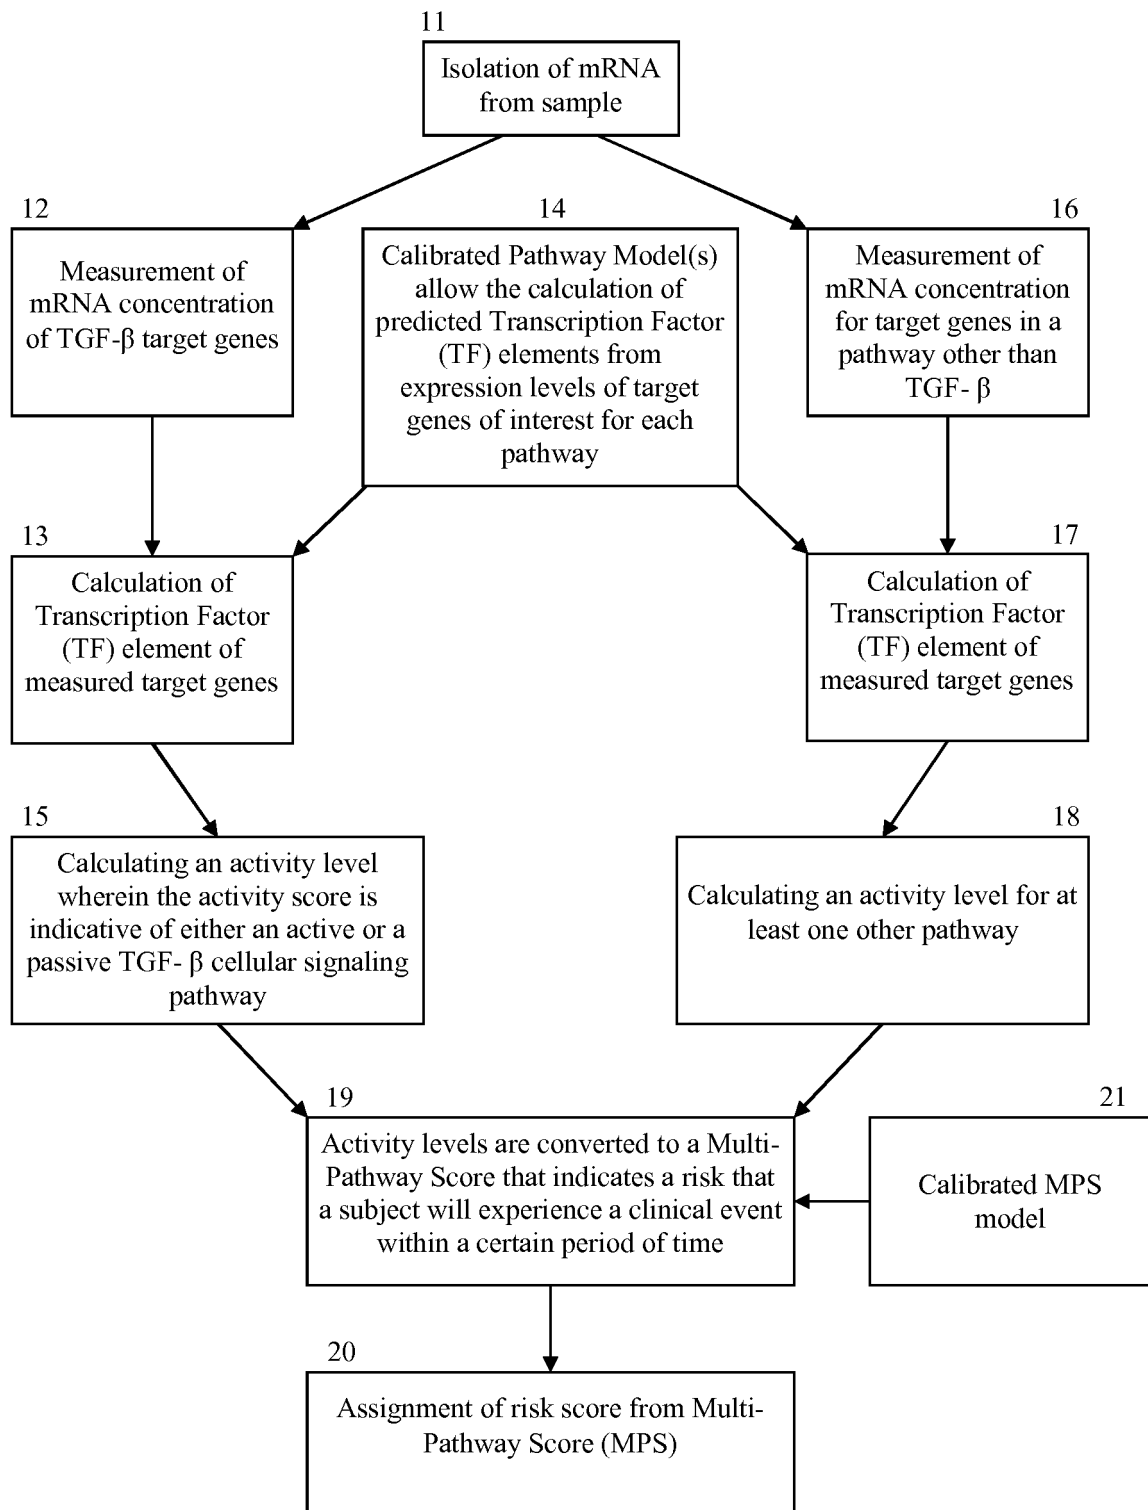 11
Isolation of mRNA
from sample
12
Measurement of
mRNA concentration
of TGF-β target genes
14
Calibrated Pathway Model(s)
allow the calculation of
predicted Transcription Factor
(TF) elements from
expression levels of target
genes of interest for each
pathway
16
Measurement of
mRNA concentration
for target genes in a
pathway other than
TGF- β
13
Calculation of
Transcription Factor
(TF) element of
measured target genes
17
Calculation of
Transcription Factor
(TF) element of
measured target genes
15
Calculating an activity level
wherein the activity score is
indicative of either an active or a
passive TGF- β cellular signaling
pathway
18
Calculating an activity level for at
least one other pathway
19
Activity levels are converted to a Multi-
Pathway Score that indicates a risk that
a subject will experience a clinical event
within a certain period of time
21
Calibrated MPS
model
20
Assignment of risk score from Multi-
Pathway Score (MPS)